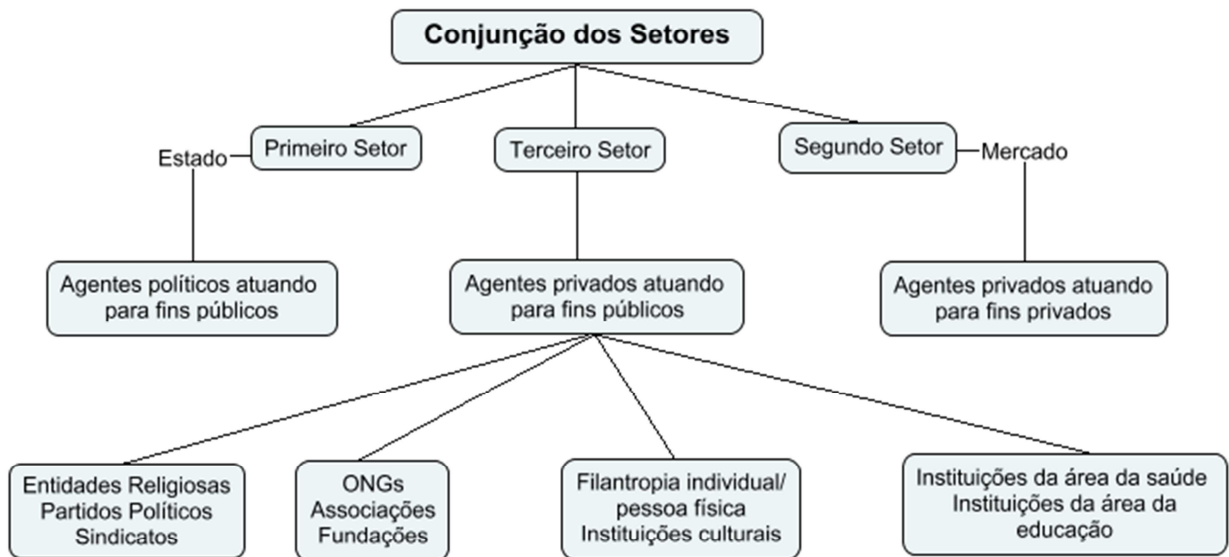 Conjunção dos Setores
Estado
Primeiro Setor
Terceiro Setor
Segundo Setor
Mercado
Agentes políticos atuando
para fins públicos
Agentes privados atuando
para fins públicos
Agentes privados atuando
para fins privados
Entidades Religiosas
Partidos Políticos
Sindicatos
ONGs
Associações
Fundações
Filantropia individual/
pessoa física
Instituições culturais
Instituições da área da saúde
Instituições da área da
educação